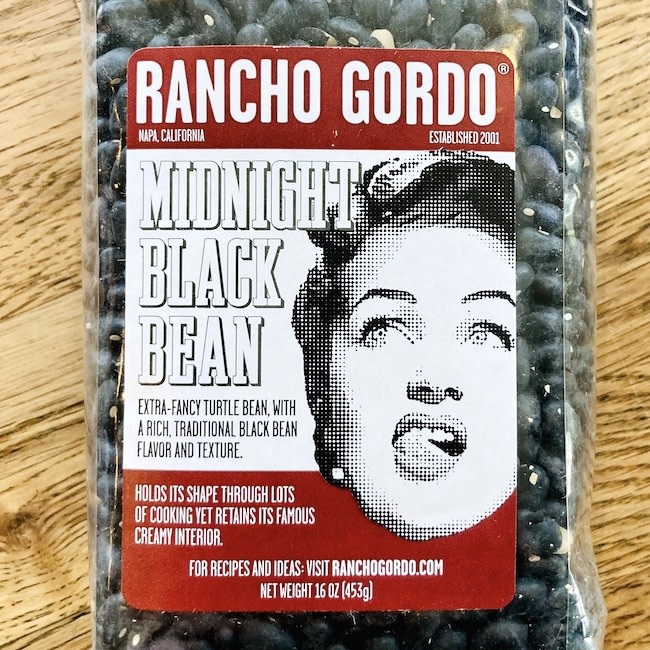 RANCHO GORDO®
NAPA, CALIFORNIA ESTABLISHED 2001
MIDNIGHT
BLACK
BEAN
EXTRA-FANCY TURTLE BEAN, WITH
A RICH, TRADITIONAL BLACK BEAN
FLAVOR AND TEXTURE.
HOLDS ITS SHAPE THROUGH LOTS
OF COOKING YET RETAINS ITS FAMOUS
CREAMY INTERIOR.
FOR RECIPES AND IDEAS: VISIT RANCHOGORDO.COM
NET WEIGHT 16 OZ (453g)